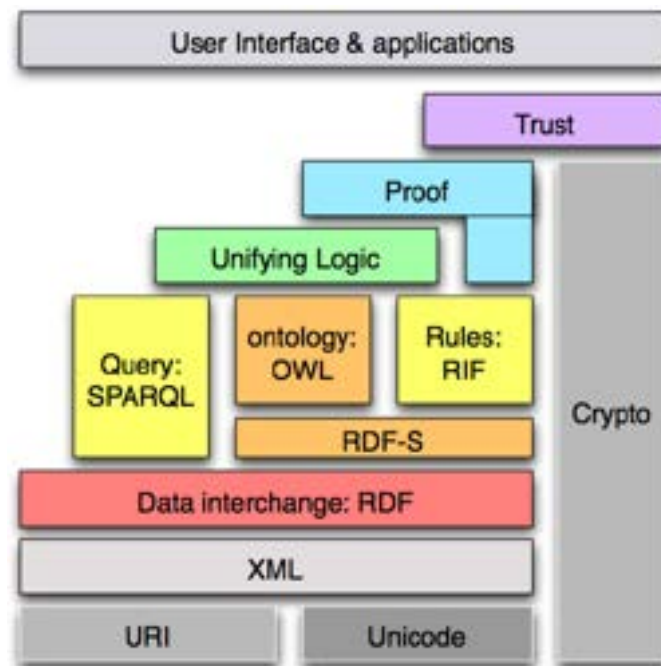 User Interface & applications
Trust
Proof
Unifying Logic
Query:
SPARQL
ontology:
OWL
Rules:
RIF
Crypto
RDF-S
Data interchange: RDF
XML
URI
Unicode